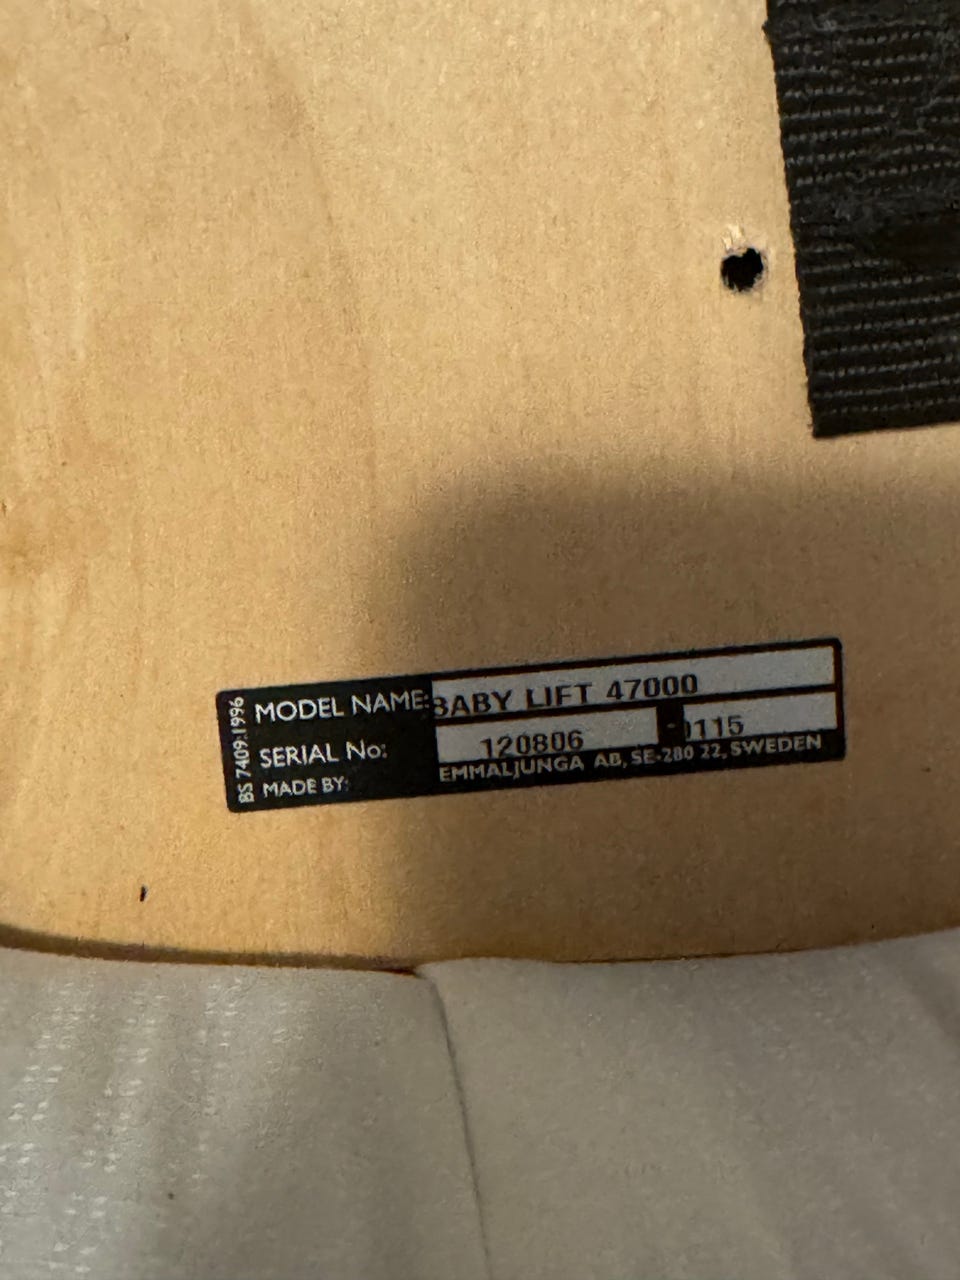 BS 7409:1996
MODEL NAME: BABY LIFT 47000
SERIAL No: 120806 - 0115
MADE BY: EMMALJUNGA AB, SE-280 22, SWEDEN